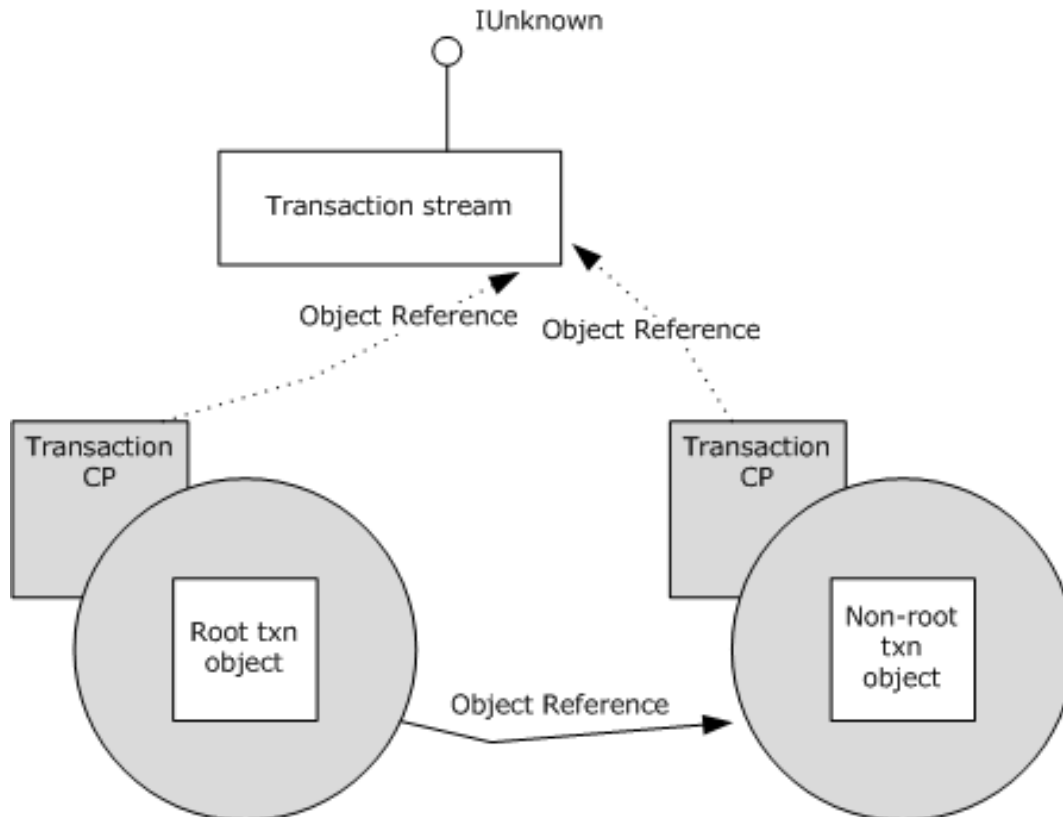 IUnknown
Transaction stream
Object Reference
Object Reference
Transaction
CP
Transaction
CP
Root txn
object
Non-root
txn
object
Object Reference